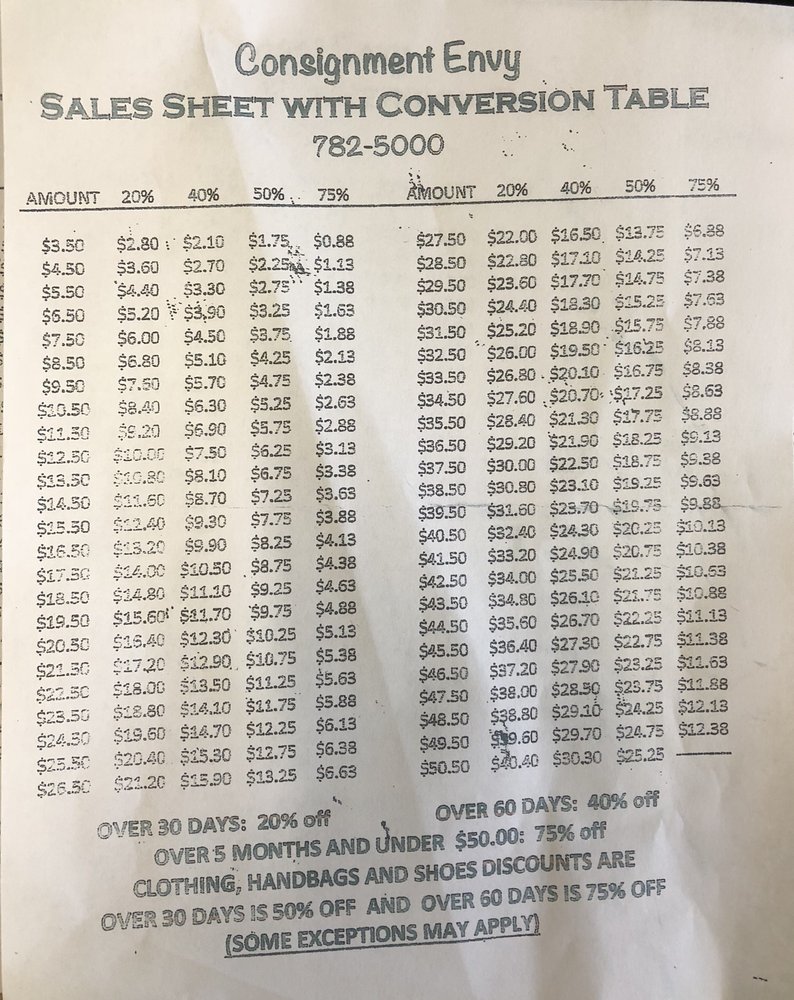 Consignment Envy
SALES SHEET WITH CONVERSION TABLE
782-5000
AMOUNT 20% 40% 50% 75% AMOUNT 20% 40% 50% 75%
$3.50 $2.80 $2.10 $1.75 $0.88 $27.50 $22.00 $16.50 $13.75 $6.88
$4.50 $3.60 $2.70 $2.25 $1.13 $28.50 $22.80 $17.10 $14.25 $7.13
$5.50 $4.40 $3.30 $2.75 $1.38 $29.50 $23.60 $17.70 $14.75 $7.38
$6.50 $5.20 $3.90 $3.25 $1.63 $30.50 $24.40 $18.30 $15.25 $7.63
$7.50 $6.00 $4.50 $3.75 $1.88 $31.50 $25.20 $18.90 $15.75 $7.88
$8.50 $6.80 $5.10 $4.25 $2.13 $32.50 $26.00 $19.50 $16.25 $8.13
$9.50 $7.60 $5.70 $4.75 $2.38 $33.50 $26.80 $20.10 $16.75 $8.38
$10.50 $8.40 $6.30 $5.25 $2.63 $34.50 $27.60 $20.70 $17.25 $8.63
$11.50 $9.20 $6.90 $5.75 $2.88 $35.50 $28.40 $21.30 $17.75 $8.88
$12.50 $10.00 $7.50 $6.25 $3.13 $36.50 $29.20 $21.90 $18.25 $9.13
$13.50 $10.80 $8.10 $6.75 $3.38 $37.50 $30.00 $22.50 $18.75 $9.38
$14.50 $11.60 $8.70 $7.25 $3.63 $38.50 $30.80 $23.10 $19.25 $9.63
$15.50 $12.40 $9.30 $7.75 $3.88 $39.50 $31.60 $23.70 $19.75 $9.88
$16.50 $13.20 $9.90 $8.25 $4.13 $40.50 $32.40 $24.30 $20.25 $10.13
$17.50 $14.00 $10.50 $8.75 $4.38 $41.50 $33.20 $24.90 $20.75 $10.38
$18.50 $14.80 $11.10 $9.25 $4.63 $42.50 $34.00 $25.50 $21.25 $10.63
$19.50 $15.60 $11.70 $9.75 $4.88 $43.50 $34.80 $26.10 $21.75 $10.88
$20.50 $16.40 $12.30 $10.25 $5.13 $44.50 $35.60 $26.70 $22.25 $11.13
$21.50 $17.20 $12.90 $10.75 $5.38 $45.50 $36.40 $27.30 $22.75 $11.38
$22.50 $18.00 $13.50 $11.25 $5.63 $46.50 $37.20 $27.90 $23.25 $11.63
$23.50 $18.80 $14.10 $11.75 $5.88 $47.50 $38.00 $28.50 $23.75 $11.88
$24.50 $19.60 $14.70 $12.25 $6.13 $48.50 $38.80 $29.10 $24.25 $12.13
$25.50 $20.40 $15.30 $12.75 $6.38 $49.50 $39.60 $29.70 $24.75 $12.38
$26.50 $21.20 $15.90 $13.25 $6.63 $50.50 $40.40 $30.30 $25.25
OVER 30 DAYS: 20% off OVER 60 DAYS: 40% off
OVER 5 MONTHS AND UNDER $50.00: 75% off
CLOTHING, HANDBAGS AND SHOES DISCOUNTS ARE
OVER 30 DAYS IS 50% OFF AND OVER 60 DAYS IS 75% OFF
(SOME EXCEPTIONS MAY APPLY)